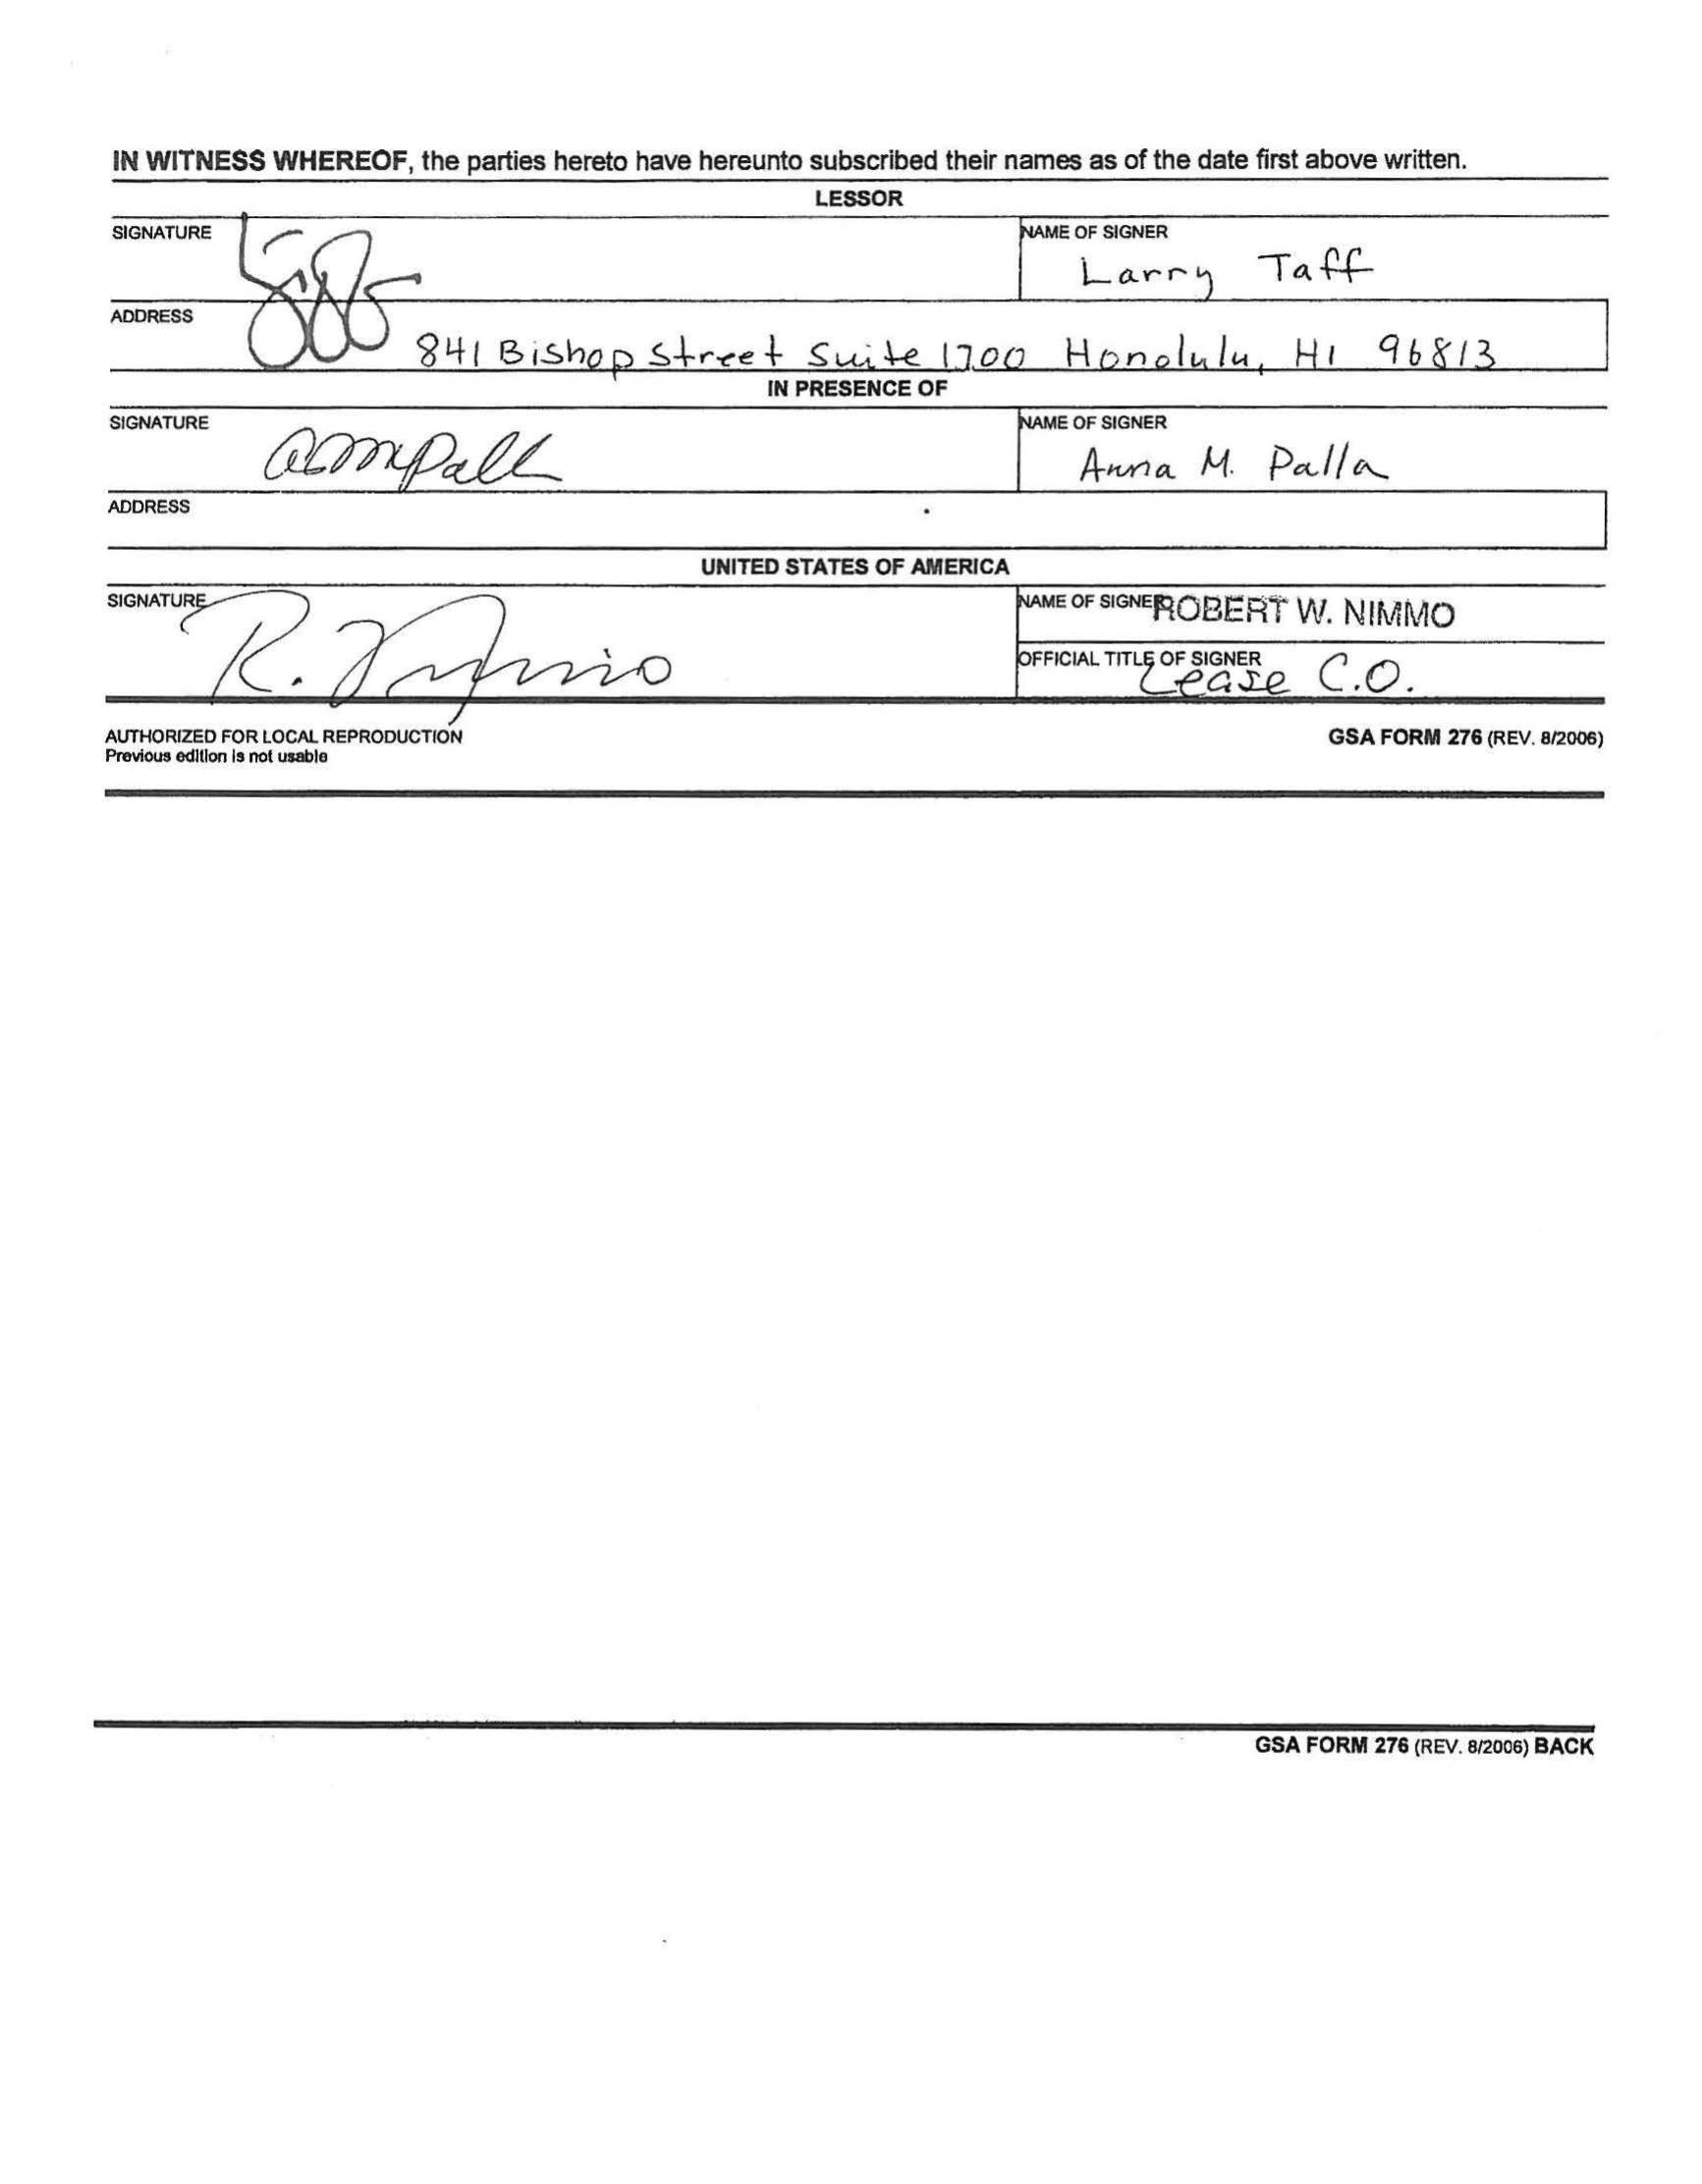 IN WITNESS WHEREOF, the parties hereto have hereunto subscribed their names as of the date first above written.
LESSOR
SIGNATURE
NAME OF SIGNER
Larry Taff
ADDRESS
841 Bishop Street Suite 1700 Honolulu, HI 96813
IN PRESENCE OF
SIGNATURE
NAME OF SIGNER
Anna M. Palla
ADDRESS
UNITED STATES OF AMERICA
SIGNATURE
R. Nimmo
NAME OF SIGNER ROBERT W. NIMMO
OFFICIAL TITLE OF SIGNER
Lease C.O.
AUTHORIZED FOR LOCAL REPRODUCTION
Previous edition is not usable
GSA FORM 276 (REV. 8/2006)
GSA FORM 276 (REV. 8/2006) BACK